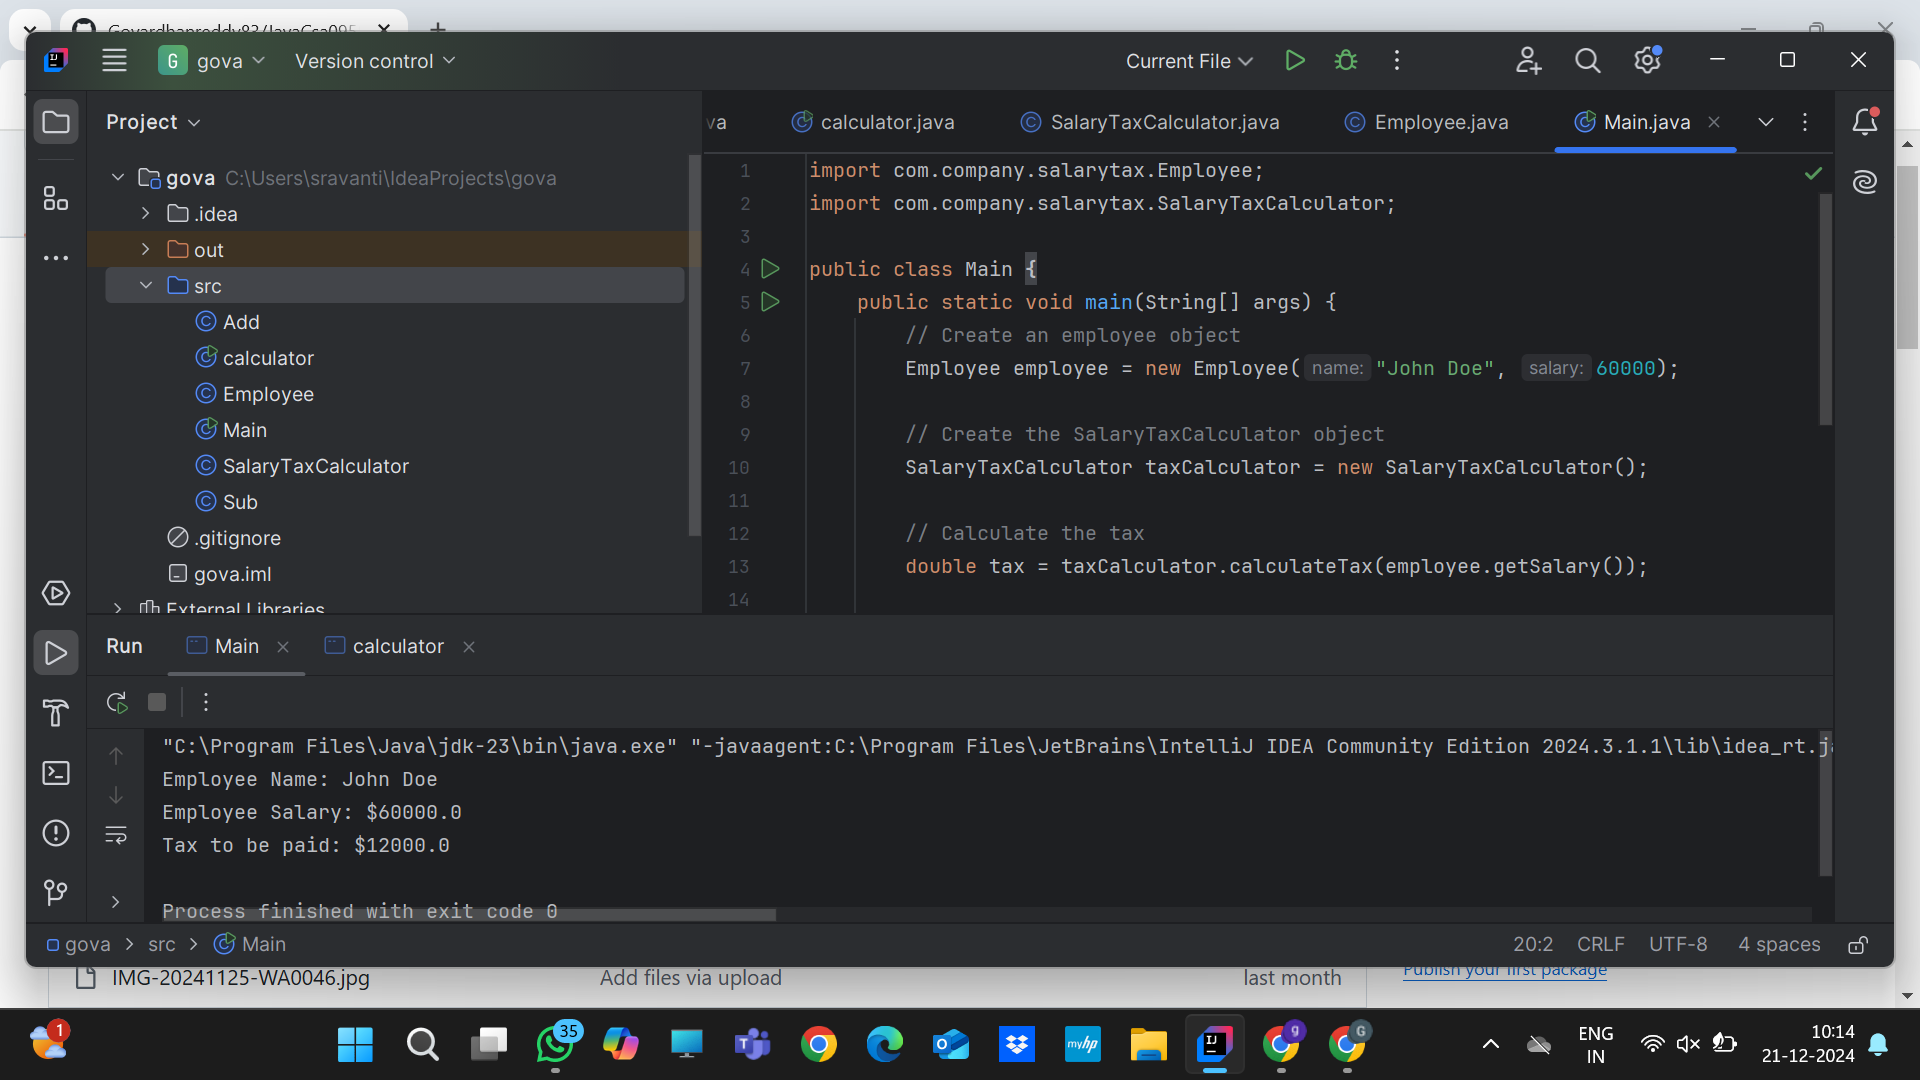 Govardhanreddy83/JavaCsa095
G gova Version control Current File
Project
gova C:\Users\sravanti\IdeaProjects\gova
.idea
out
src
Add
calculator
Employee
Main
SalaryTaxCalculator
Sub
.gitignore
gova.iml
External Libraries
va calculator.java SalaryTaxCalculator.java Employee.java Main.java
1 import com.company.salarytax.Employee;
2 import com.company.salarytax.SalaryTaxCalculator;
3
4 public class Main {
5 public static void main(String[] args) {
6 // Create an employee object
7 Employee employee = new Employee( name: "John Doe", salary: 60000);
8
9 // Create the SalaryTaxCalculator object
10 SalaryTaxCalculator taxCalculator = new SalaryTaxCalculator();
11
12 // Calculate the tax
13 double tax = taxCalculator.calculateTax(employee.getSalary());
14
Run Main calculator
"C:\Program Files\Java\jdk-23\bin\java.exe" "-javaagent:C:\Program Files\JetBrains\IntelliJ IDEA Community Edition 2024.3.1.1\lib\idea_rt.ja
Employee Name: John Doe
Employee Salary: $60000.0
Tax to be paid: $12000.0
Process finished with exit code 0
gova src Main 20:2 CRLF UTF-8 4 spaces
IMG-20241125-WA0046.jpg Add files via upload last month Publish your first package
1 35 myhp IJ g G ENG 10:14
IN 21-12-2024